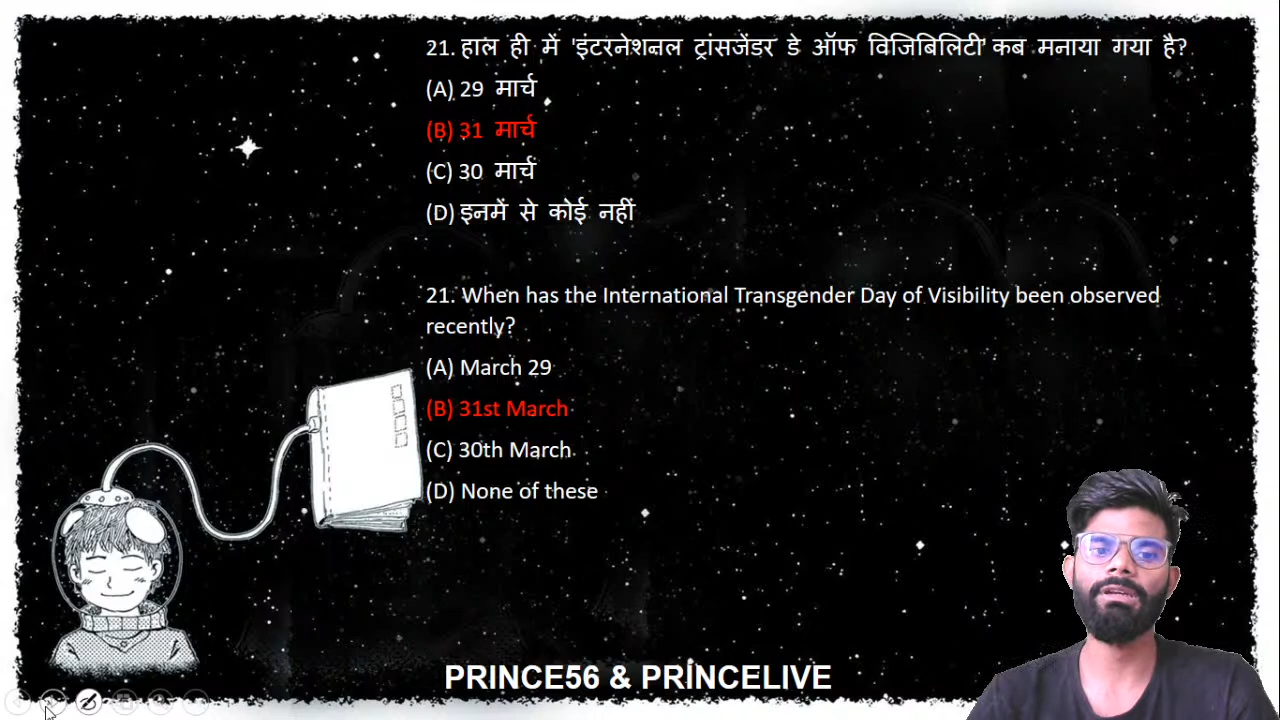 21. हाल ही में 'इंटरनेशनल ट्रांसजेंडर डे ऑफ विजिबिलिटी' कब मनाया गया है?
(A) 29 मार्च
(B) 31 मार्च
(C) 30 मार्च
(D) इनमें से कोई नहीं
21. When has the International Transgender Day of Visibility been observed
recently?
(A) March 29
(B) 31st March
(C) 30th March
(D) None of these
PRINCE56 & PRINCELIVE